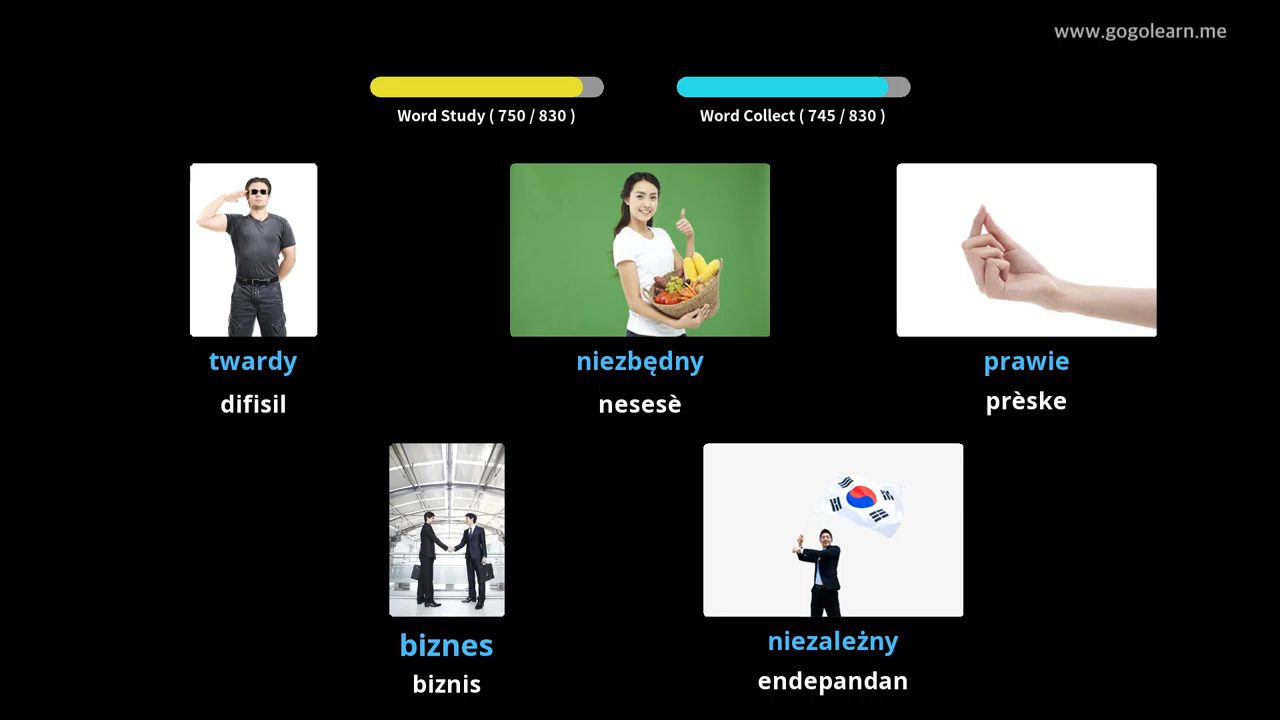 www.gogolearn.me
Word Study ( 750 / 830 )
Word Collect ( 745 / 830 )
twardy
difisil
niezbędny
nesesè
prawie
prèske
biznes
biznis
niezależny
endepandan